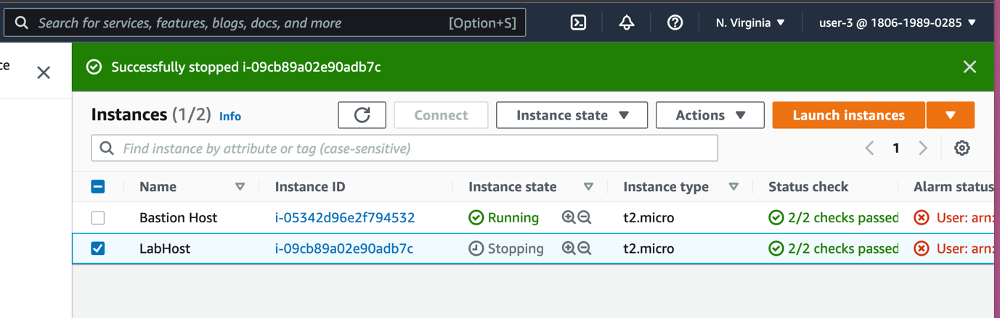 Search for services, features, blogs, docs, and more [Option+S] N. Virginia user-3 @ 1806-1989-0285
ce
Successfully stopped i-09cb89a02e90adb7c
Instances (1/2) Info Connect Instance state Actions Launch instances
Find instance by attribute or tag (case-sensitive) 1
Name Instance ID Instance state Instance type Status check Alarm status
Bastion Host i-05342d96e2f794532 Running t2.micro 2/2 checks passed User: arn:
LabHost i-09cb89a02e90adb7c Stopping t2.micro 2/2 checks passed User: arn: